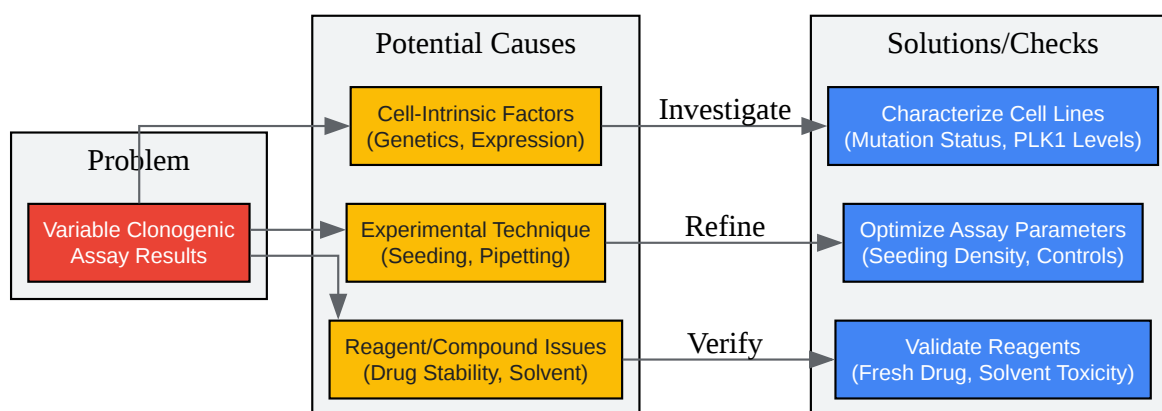 Problem
Variable Clonogenic
Assay Results
Potential Causes
Cell-Intrinsic Factors
(Genetics, Expression)
Experimental Technique
(Seeding, Pipetting)
Reagent/Compound Issues
(Drug Stability, Solvent)
Investigate
Refine
Verify
Solutions/Checks
Characterize Cell Lines
(Mutation Status, PLK1 Levels)
Optimize Assay Parameters
(Seeding Density, Controls)
Validate Reagents
(Fresh Drug, Solvent Toxicity)